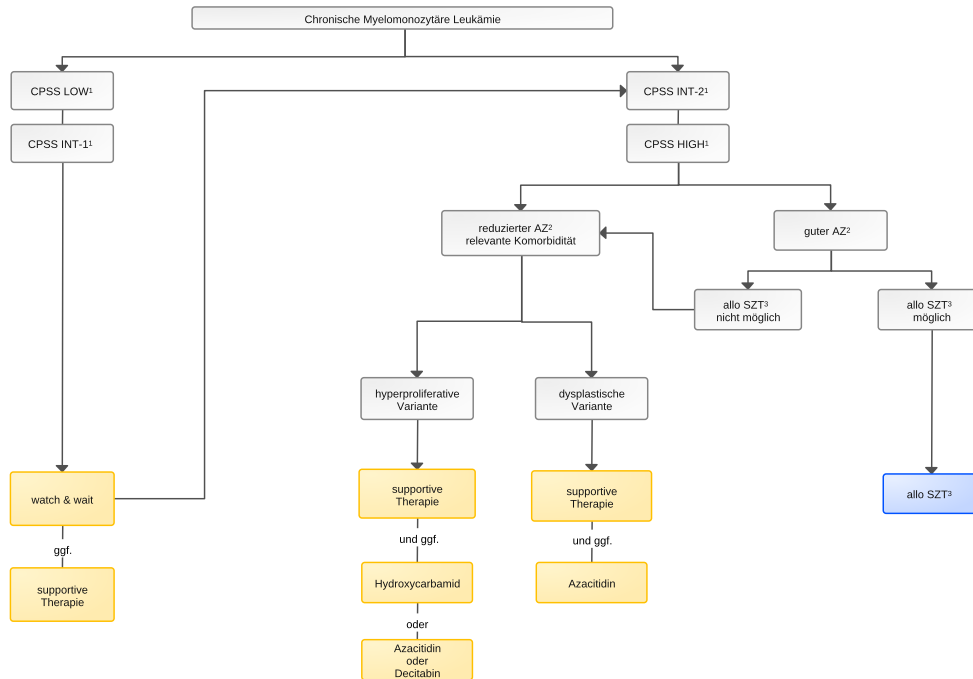 Chronische Myelomonozytäre Leukämie
CPSS LOW¹
CPSS INT-2¹
CPSS INT-1¹
CPSS HIGH¹
reduzierter AZ²
relevante Komorbidität
guter AZ²
allo SZT³
nicht möglich
allo SZT³
möglich
hyperproliferative
Variante
dysplastische
Variante
watch & wait
supportive
Therapie
supportive
Therapie
allo SZT³
ggf.
und ggf.
und ggf.
supportive
Therapie
Hydroxycarbamid
Azacitidin
oder
Azacitidin
oder
Decitabin